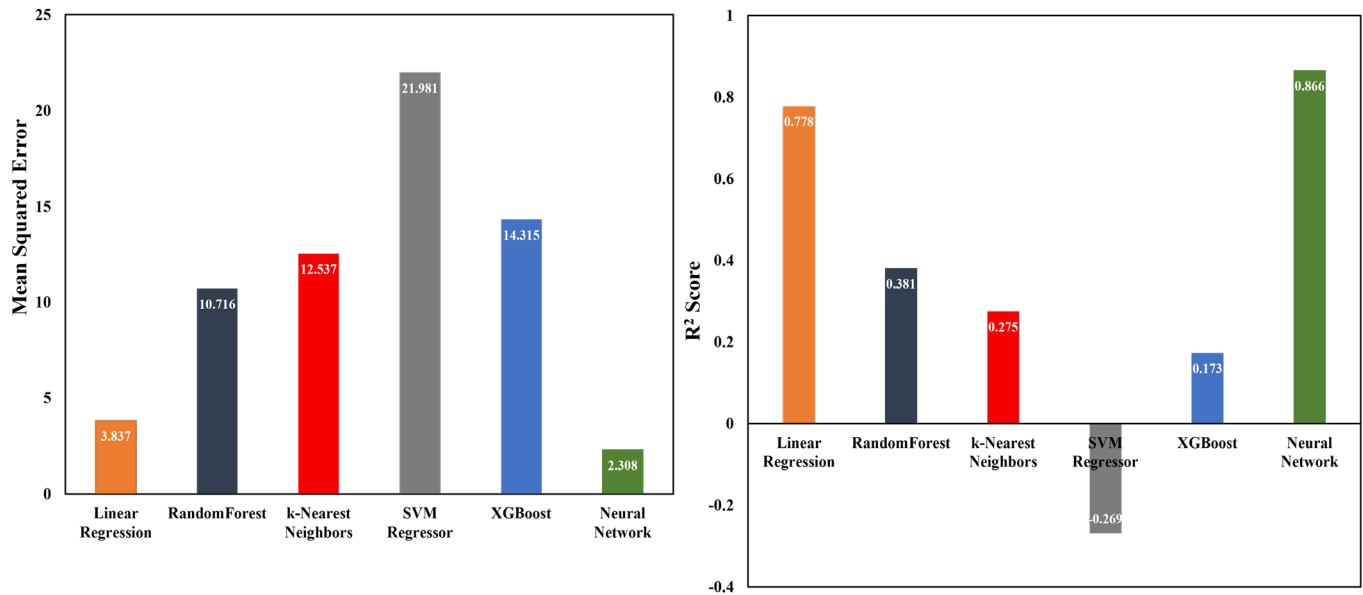 Mean Squared Error
25
20
15
10
5
0
3.837
10.716
12.537
21.981
14.315
2.308
Linear
Regression
RandomForest
k-Nearest
Neighbors
SVM
Regressor
XGBoost
Neural
Network
R² Score
1
0.8
0.6
0.4
0.2
0
-0.2
-0.4
0.778
0.381
0.275
-0.269
0.173
0.866
Linear
Regression
RandomForest
k-Nearest
Neighbors
SVM
Regressor
XGBoost
Neural
Network